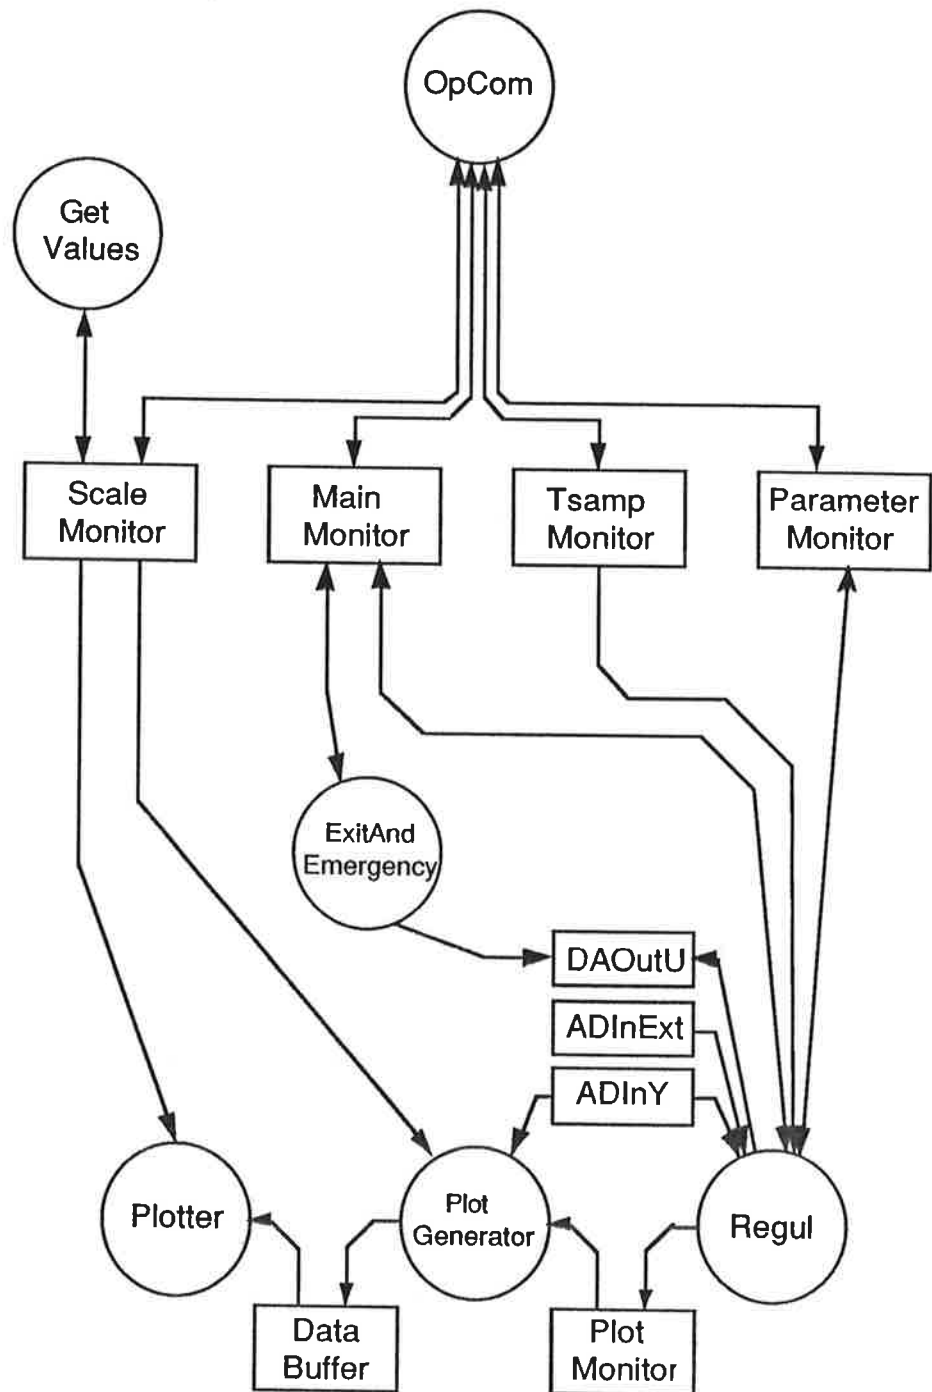 OpCom
Get
Values
Scale
Monitor
Main
Monitor
Tsamp
Monitor
Parameter
Monitor
ExitAnd
Emergency
DAOutU
ADInExt
ADInY
Plotter
Plot
Generator
Regul
Data
Buffer
Plot
Monitor